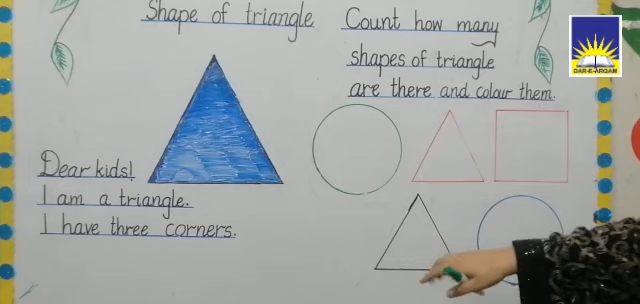 Shape of triangle
Dear kids!
I am a triangle.
I have three corners.
Count how many
shapes of triangle
are there and colour them.
DAR-E-ARQAM